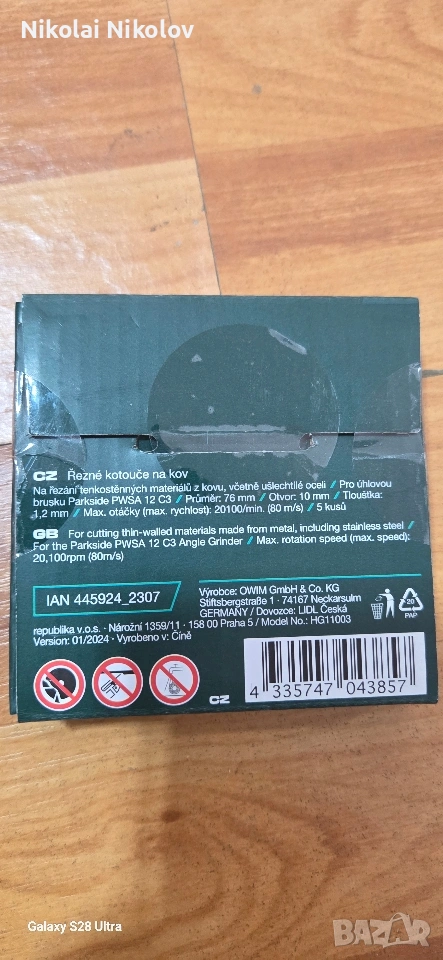 Nikolai Nikolov
Nikolai Nikolov
CZ Řezné kotouče na kov
Na řezání tenkostěnných materiálů z kovu, včetně ušlechtilé oceli / Pro úhlovou
brusku Parkside PWSA 12 C3 / Průměr: 76 mm / Otvor: 10 mm / Tloušťka:
1,2 mm / Max. otáčky (max. rychlost): 20100/min. (80 m/s) / 5 kusů
GB For cutting thin-walled materials made from metal, including stainless steel /
For the Parkside PWSA 12 C3 Angle Grinder / Max. rotation speed (max. speed):
20,100rpm (80m/s)
IAN 445924_2307
Výrobce: OWIM GmbH & Co. KG
Stiftsbergstraße 1 · 74167 Neckarsulm
GERMANY / Dovozce: LIDL Česká
republika v.o.s. · Nárožní 1359/11 · 158 00 Praha 5 / Model No.: HG11003
Version: 01/2024 · Vyrobeno v: Číně
20
PAP
CZ
4 335747 043857
Galaxy S28 Ultra
BAZAR